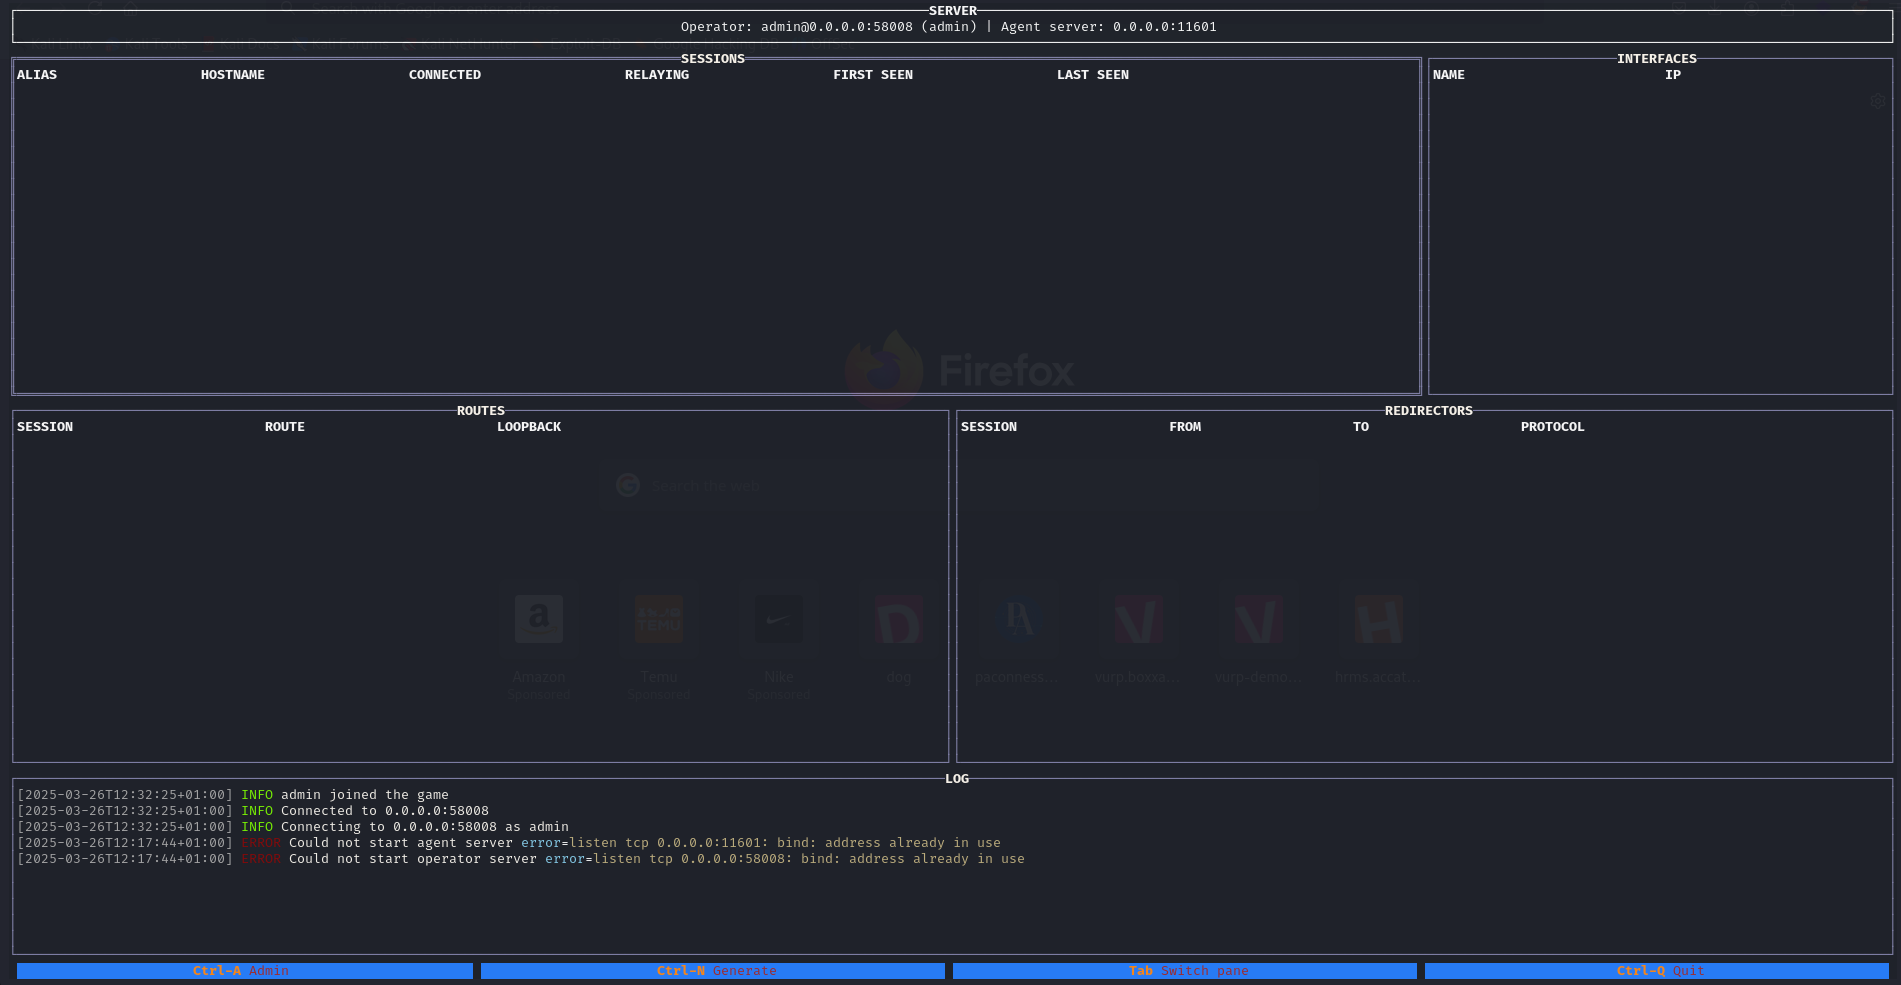 SERVER
Operator: admin@0.0.0.0:58008 (admin) | Agent server: 0.0.0.0:11601
SESSIONS
ALIAS HOSTNAME CONNECTED RELAYING FIRST SEEN LAST SEEN
INTERFACES
NAME IP
Firefox
ROUTES
SESSION ROUTE LOOPBACK
REDIRECTORS
SESSION FROM TO PROTOCOL
Search the web
Amazon
Sponsored
Temu
Sponsored
Nike
Sponsored
dog
paconness...
vurp.boxxa...
vurp-demo...
hrms.accat...
LOG
[2025-03-26T12:32:25+01:00] INFO admin joined the game
[2025-03-26T12:32:25+01:00] INFO Connected to 0.0.0.0:58008
[2025-03-26T12:32:25+01:00] INFO Connecting to 0.0.0.0:58008 as admin
[2025-03-26T12:17:44+01:00] ERROR Could not start agent server error=listen tcp 0.0.0.0:11601: bind: address already in use
[2025-03-26T12:17:44+01:00] ERROR Could not start operator server error=listen tcp 0.0.0.0:58008: bind: address already in use
Ctrl-A Admin Ctrl-N Generate Tab Switch pane Ctrl-Q Quit